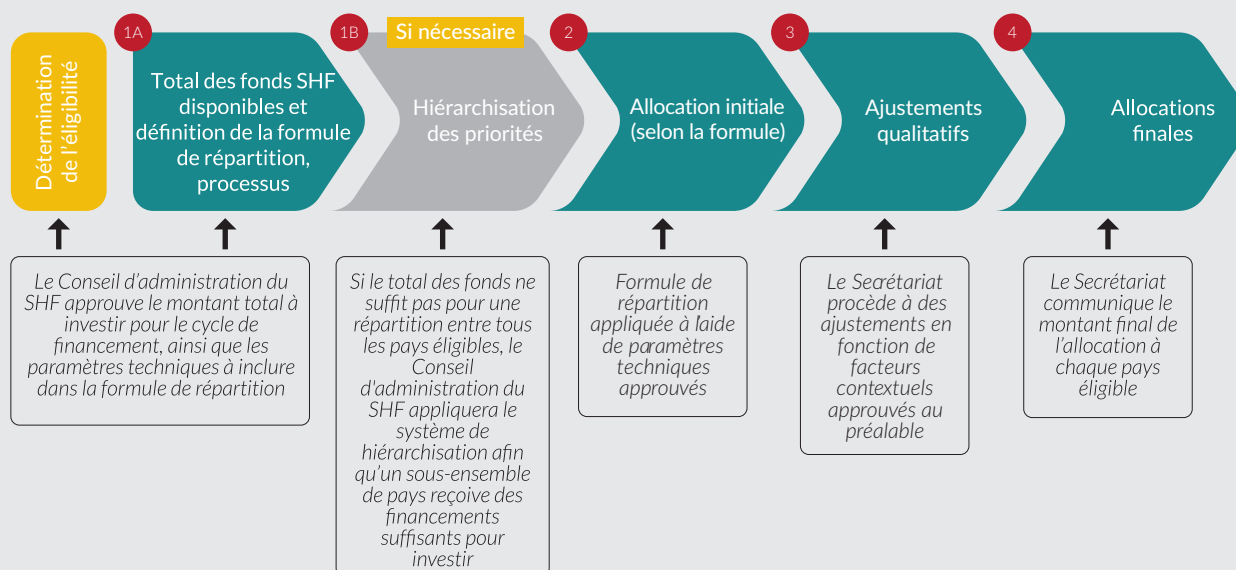 Détermination
de l'éligibilité
1A
Total des fonds SHF
disponibles et
définition de la formule
de répartition,
processus
1B
Si nécessaire
Hiérarchisation
des priorités
2
Allocation initiale
(selon la formule)
3
Ajustements
qualitatifs
4
Allocations
finales
Le Conseil d'administration du
SHF approuve le montant total à
investir pour le cycle de
financement, ainsi que les
paramètres techniques à inclure
dans la formule de répartition
Si le total des fonds ne
suffit pas pour une
répartition entre tous
les pays éligibles, le
Conseil
d'administration du
SHF appliquera le
système de
hiérarchisation afin
qu'un sous-ensemble
de pays reçoive des
financements
suffisants pour
investir
Formule de
répartition
appliquée à l'aide
de paramètres
techniques
approuvés
Le Secrétariat
procède à des
ajustements en
fonction de
facteurs
contextuels
approuvés au
préalable
Le Secrétariat
communique le
montant final de
l'allocation à
chaque pays
éligible